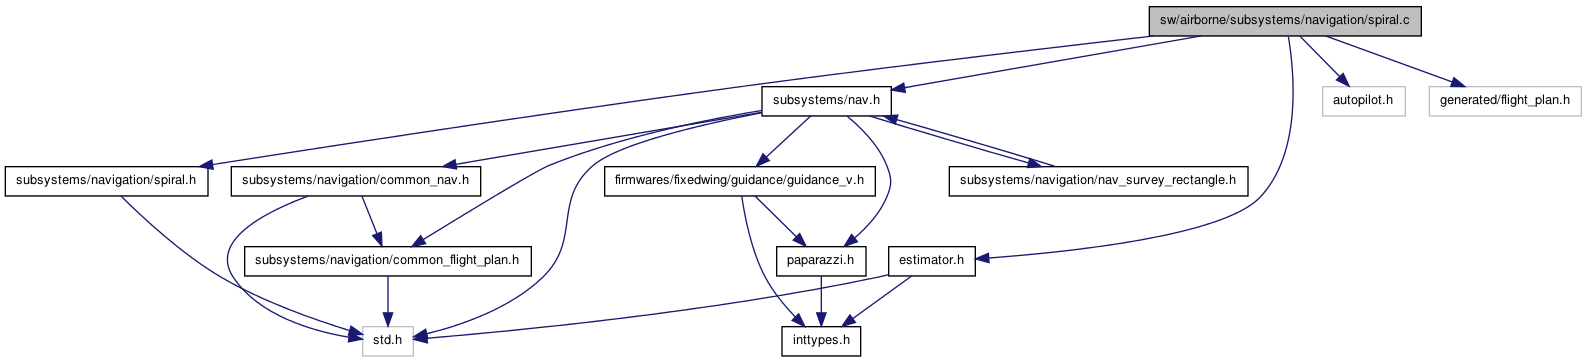 sw/airborne/subsystems/navigation/spiral.c
subsystems/nav.h
autopilot.h
generated/flight_plan.h
subsystems/navigation/spiral.h
subsystems/navigation/common_nav.h
firmwares/fixedwing/guidance/guidance_v.h
subsystems/navigation/nav_survey_rectangle.h
subsystems/navigation/common_flight_plan.h
paparazzi.h
estimator.h
std.h
inttypes.h